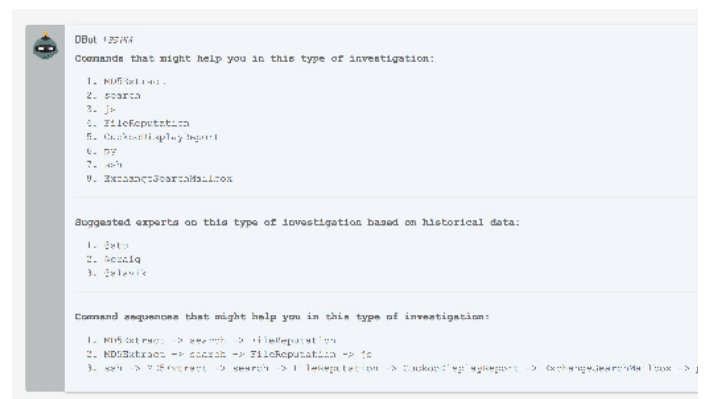 DBut
Commands that might help you in this type of investigation:
1. MD5Extract
2. search
3. js
4. FileReputation
5. CuckooDisplayReport
6. py
7. ssh
8. ExchangeSearchMailbox
Suggested experts on this type of investigation based on historical data:
1.
2.
3.
Command sequences that might help you in this type of investigation:
1. MD5Extract -> search -> FileReputation
2. MD5Extract -> search -> FileReputation -> js
3. ssh -> MD5Extract -> search -> FileReputation -> CuckooDisplayReport -> ExchangeSearchMailbox ->